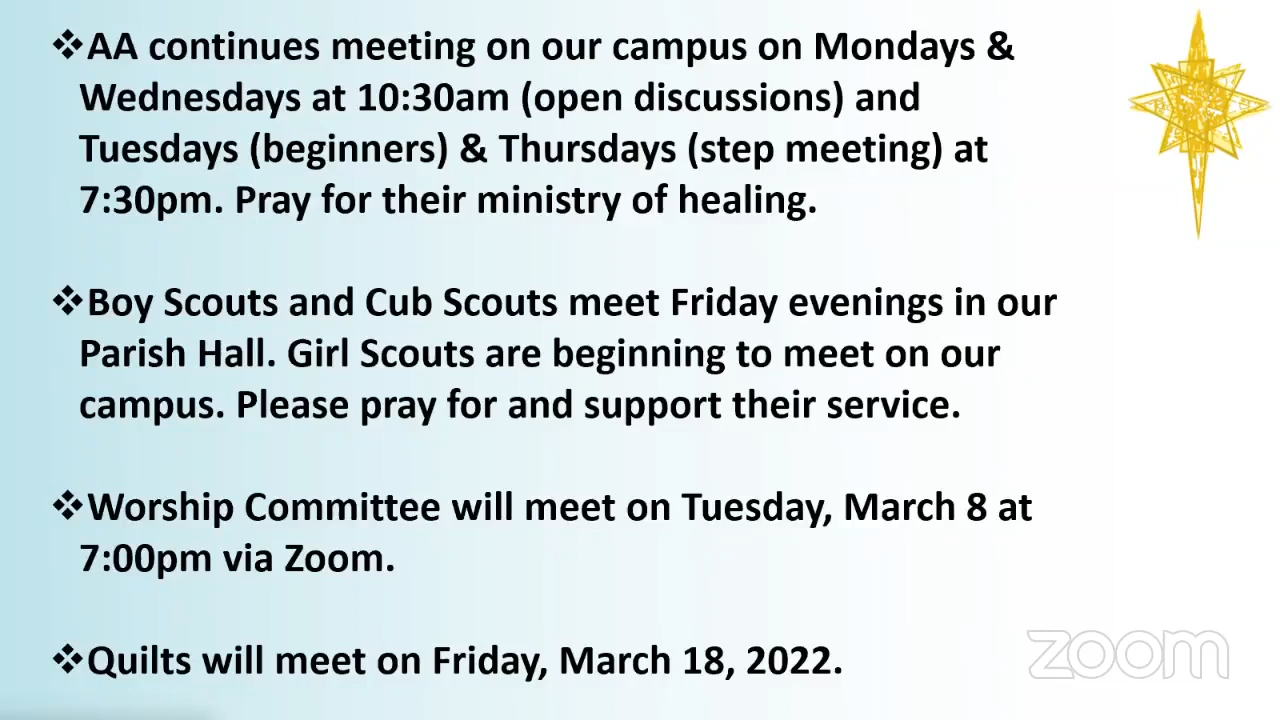 ❖AA continues meeting on our campus on Mondays &
Wednesdays at 10:30am (open discussions) and
Tuesdays (beginners) & Thursdays (step meeting) at
7:30pm. Pray for their ministry of healing.
❖Boy Scouts and Cub Scouts meet Friday evenings in our
Parish Hall. Girl Scouts are beginning to meet on our
campus. Please pray for and support their service.
❖Worship Committee will meet on Tuesday, March 8 at
7:00pm via Zoom.
❖Quilts will meet on Friday, March 18, 2022.
zoom